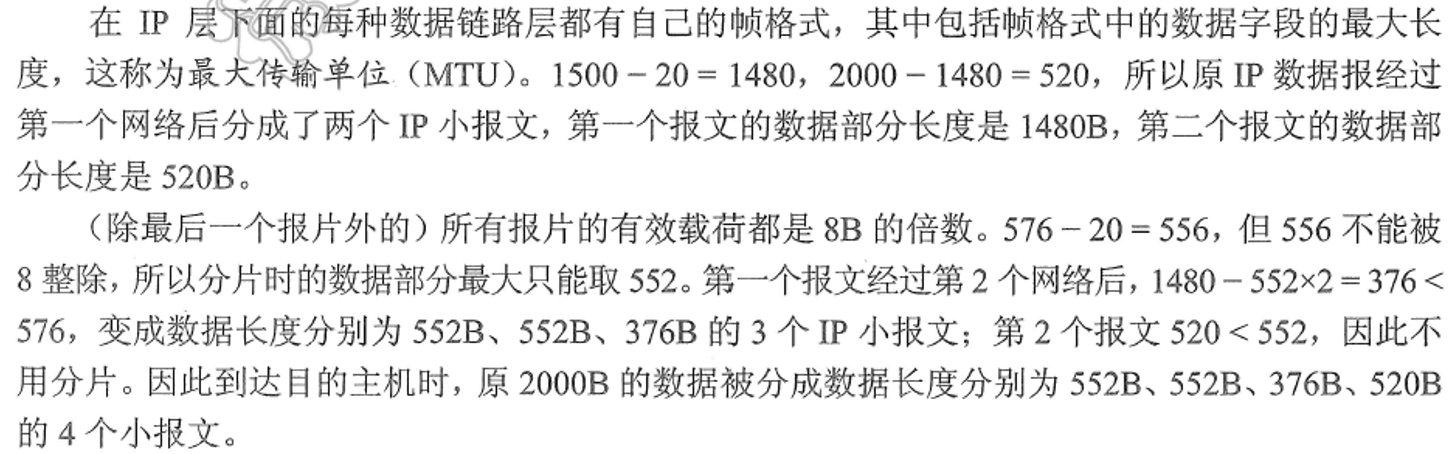 在 IP 层下面的每种数据链路层都有自己的帧格式，其中包括帧格式中的数据字段的最大长
度，这称为最大传输单位（MTU）。1500 − 20 = 1480，2000 − 1480 = 520，所以原 IP 数据报经过
第一个网络后分成了两个 IP 小报文，第一个报文的数据部分长度是 1480B，第二个报文的数据部
分长度是 520B。
（除最后一个报片外的）所有报片的有效载荷都是 8B 的倍数。576 − 20 = 556，但 556 不能被
8 整除，所以分片时的数据部分最大只能取 552。第一个报文经过第 2 个网络后，1480 − 552×2 = 376 <
576，变成数据长度分别为 552B、552B、376B 的 3 个 IP 小报文；第 2 个报文 520 < 552，因此不
用分片。因此到达目的主机时，原 2000B 的数据被分成数据长度分别为 552B、552B、376B、520B
的 4 个小报文。